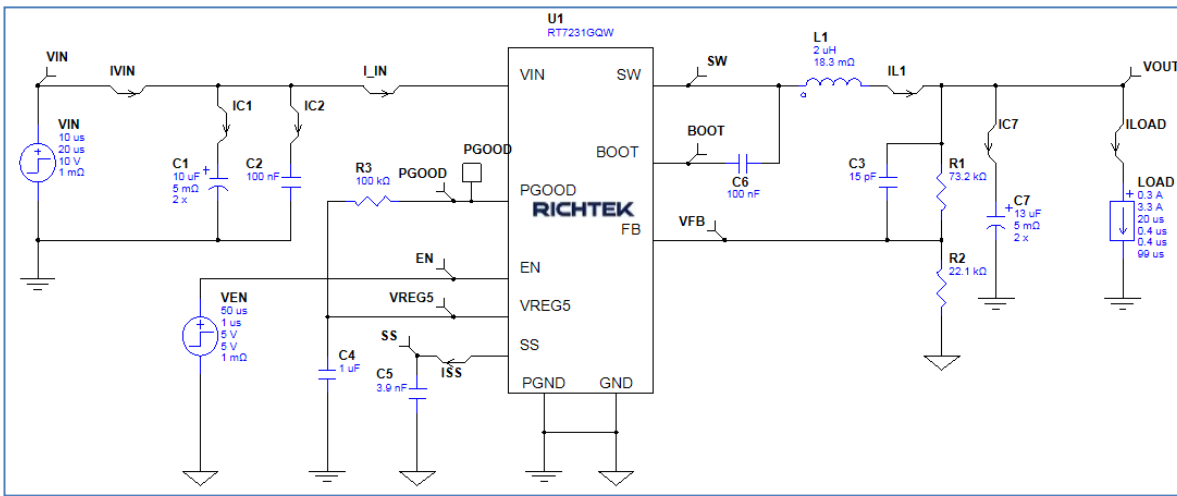 U1
RT7231GQW
VIN
IVIN
I_IN
VIN
SW
SW
L1
2 uH
18.3 mΩ
IL1
VOUT
IC1
IC2
VIN
10 us
20 us
10 V
1 mΩ
C1
10 uF
5 mΩ
2 x
+
C2
100 nF
R3
100 kΩ
PGOOD
PGOOD
PGOOD
RICHTEK
BOOT
BOOT
C6
100 nF
C3
15 pF
R1
73.2 kΩ
IC7
C7
13 uF
5 mΩ
2 x
+
ILOAD
LOAD
0.3 A
3.3 A
20 us
0.4 us
0.4 us
99 us
+
FB
VFB
R2
22.1 kΩ
EN
EN
VEN
50 us
1 us
5 V
5 V
1 mΩ
VREG5
VREG5
SS
SS
ISS
C4
1 uF
C5
3.9 nF
PGND
GND